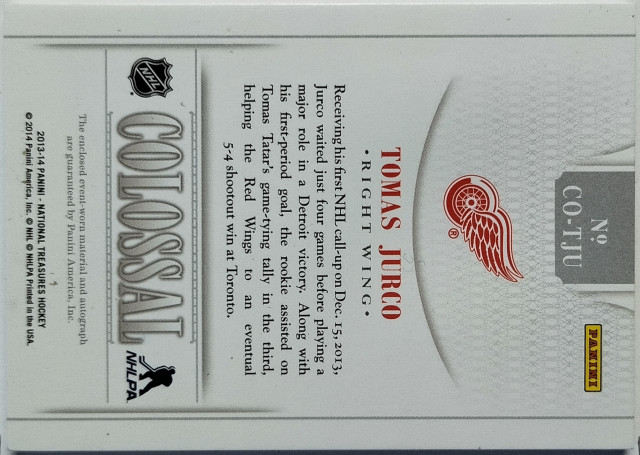 Nº
CO-TJU
PANINI
®
TOMAS JURCO
• RIGHT WING •
Receiving his first NHL call-up on Dec. 15, 2013,
Jurco waited just four games before playing a
major role in a Detroit victory. Along with
his first-period goal, the rookie assisted on
Tomas Tatar's game-tying tally in the third,
helping the Red Wings to an eventual
5-4 shootout win at Toronto.
NHL
COLOSSAL
NHLPA
The enclosed event-worn material and autograph
are guaranteed by Panini America, Inc.
2013-14 PANINI - NATIONAL TREASURES HOCKEY
© 2014 Panini America, Inc. © NHL © NHLPA Printed in the USA.